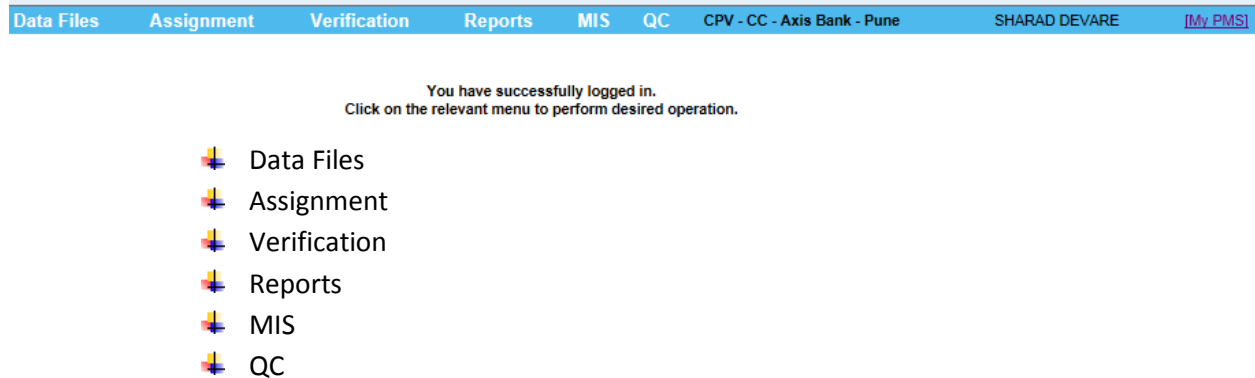 Data Files Assignment Verification Reports MIS QC CPV - CC - Axis Bank - Pune SHARAD DEVARE [My PMS]
You have successfully logged in.
Click on the relevant menu to perform desired operation.
Data Files
Assignment
Verification
Reports
MIS
QC